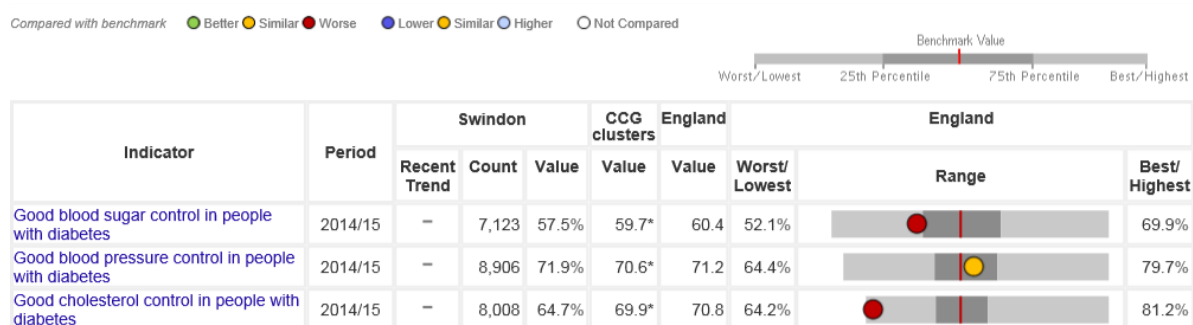 Compared with benchmark Better Similar Worse Lower Similar Higher Not Compared
Benchmark Value
Worst/Lowest 25th Percentile 75th Percentile Best/Highest
Indicator Period Swindon CCG clusters England England
Recent Trend Count Value Value Value Worst/Lowest Range Best/Highest
Good blood sugar control in people
with diabetes 2014/15 – 7,123 57.5% 59.7* 60.4 52.1% 69.9%
Good blood pressure control in people
with diabetes 2014/15 – 8,906 71.9% 70.6* 71.2 64.4% 79.7%
Good cholesterol control in people with
diabetes 2014/15 – 8,008 64.7% 69.9* 70.8 64.2% 81.2%